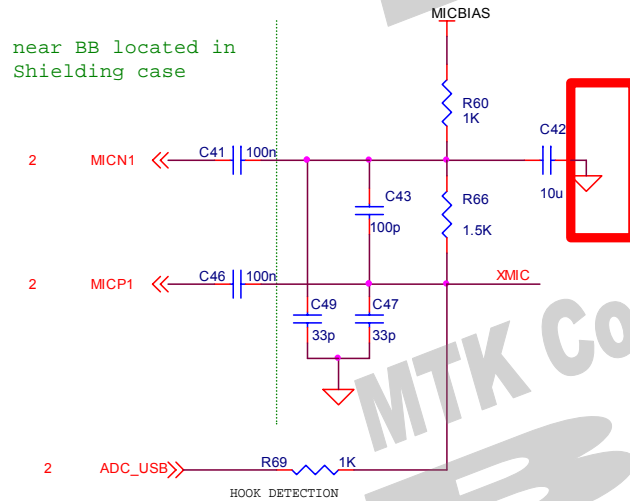 MICBIAS
near BB located in
Shielding case
R60
1K
C42
2 MICN1 C41 100n
10u
C43
100p
R66
1.5K
XMIC
2 MICP1 C46 100n
C49 C47
33p 33p
MTK Co
2 ADC_USB R69 1K
HOOK DETECTION